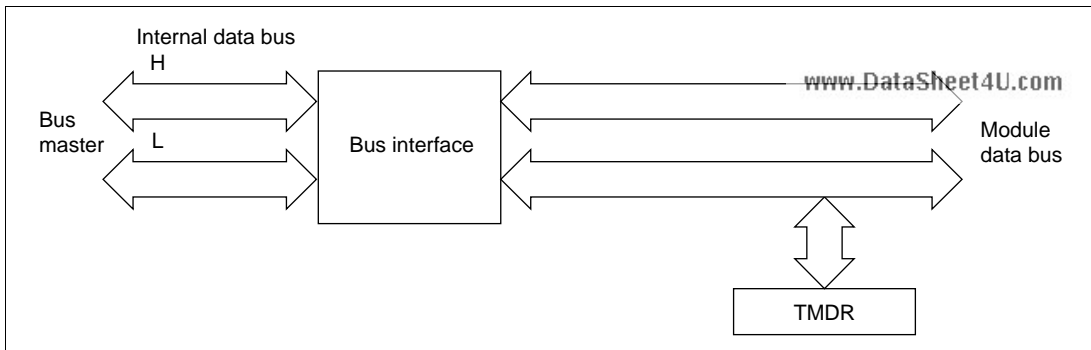 Internal data bus
H
www.DataSheet4U.com
Bus
master
L
Bus interface
Module
data bus
TMDR